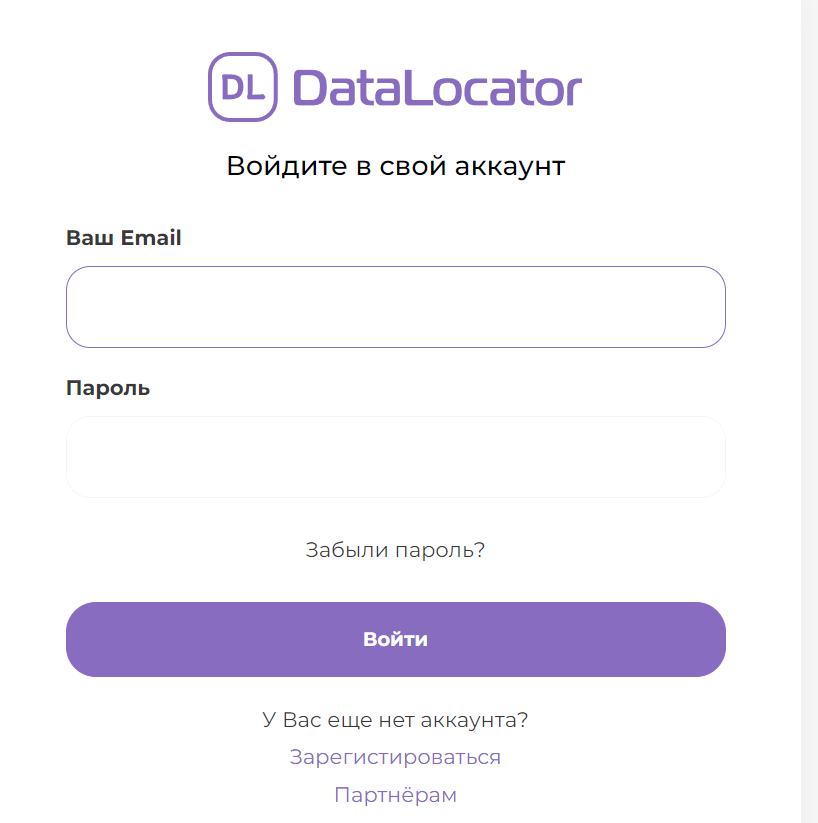 DL DataLocator
Войдите в свой аккаунт
Ваш Email
Пароль
Забыли пароль?
Войти
У Вас еще нет аккаунта?
Зарегистироваться
Партнёрам